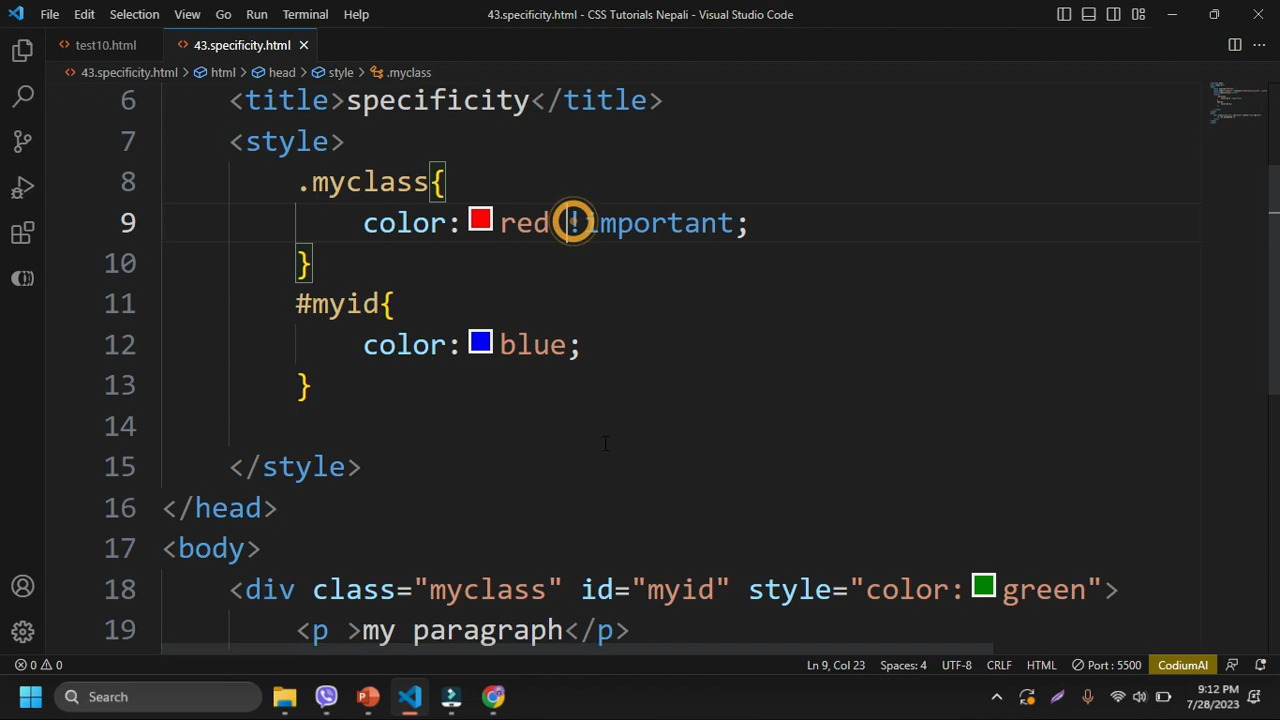 File Edit Selection View Go Run Terminal Help
43.specificity.html - CSS Tutorials Nepali - Visual Studio Code
test10.html
43.specificity.html
43.specificity.html > html > head > style > .myclass
6 <title>specificity</title>
7 <style>
8 .myclass{
9 color: red !important;
10 }
11 #myid{
12 color: blue;
13 }
14
15 </style>
16 </head>
17 <body>
18 <div class="myclass" id="myid" style="color: green">
19 <p >my paragraph</p>
0 0
Ln 9, Col 23 Spaces: 4 UTF-8 CRLF HTML Port : 5500 CodiumAI
Search
9:12 PM
7/28/2023